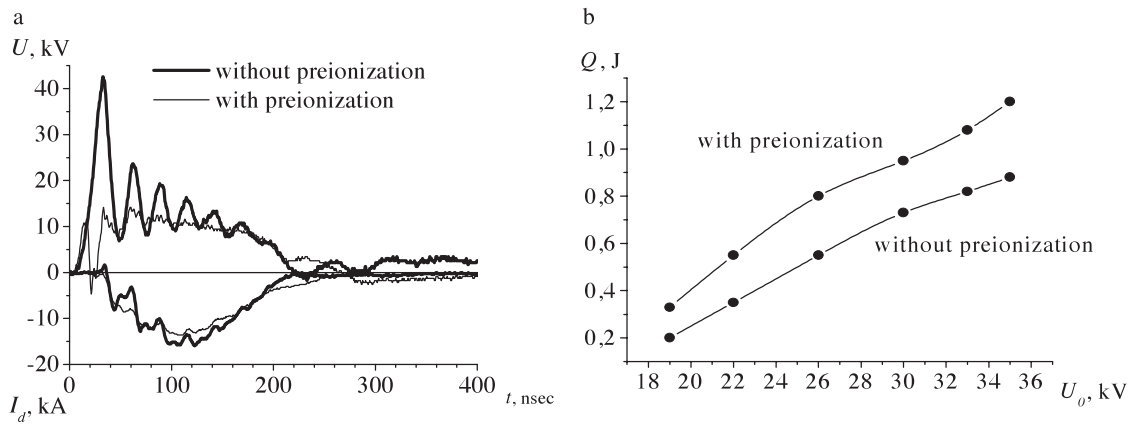 a
U, kV
without preionization
with preionization
40
30
20
10
0
-10
-20
0
100
200
300
400
t, nsec
I_d, kA
b
Q, J
1,2
1,0
0,8
0,6
0,4
0,2
with preionization
without preionization
18 20 22 24 26 28 30 32 34 36
U_0, kV